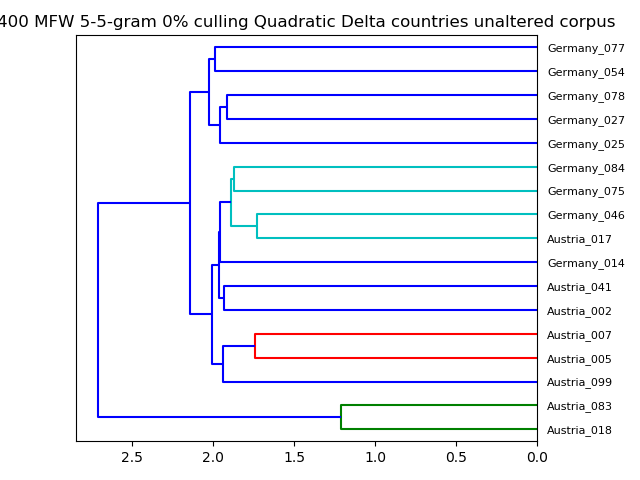 400 MFW 5-5-gram 0% culling Quadratic Delta countries unaltered corpus
Germany_077
Germany_054
Germany_078
Germany_027
Germany_025
Germany_084
Germany_075
Germany_046
Austria_017
Germany_014
Austria_041
Austria_002
Austria_007
Austria_005
Austria_099
Austria_083
Austria_018
2.5 2.0 1.5 1.0 0.5 0.0